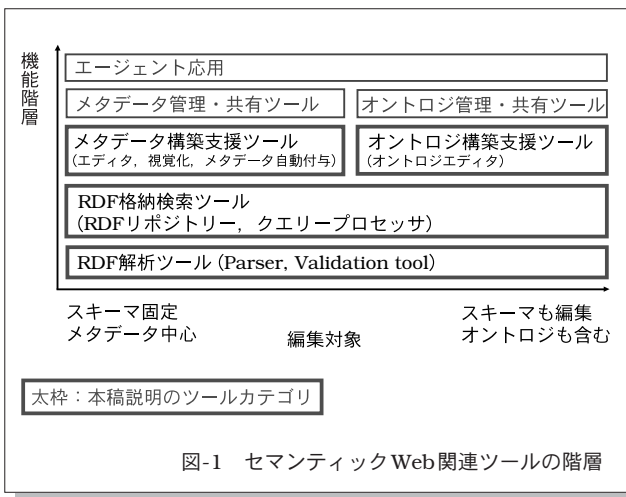 機能階層
エージェント応用
メタデータ管理・共有ツール
オントロジ管理・共有ツール
メタデータ構築支援ツール
(エディタ，視覚化，メタデータ自動付与)
オントロジ構築支援ツール
(オントロジエディタ)
RDF格納検索ツール
(RDFリポジトリー，クエリープロセッサ)
RDF解析ツール (Parser, Validation tool)
スキーマ固定
メタデータ中心
編集対象
スキーマも編集
オントロジも含む
太枠：本稿説明のツールカテゴリ
図-1　セマンティックWeb関連ツールの階層